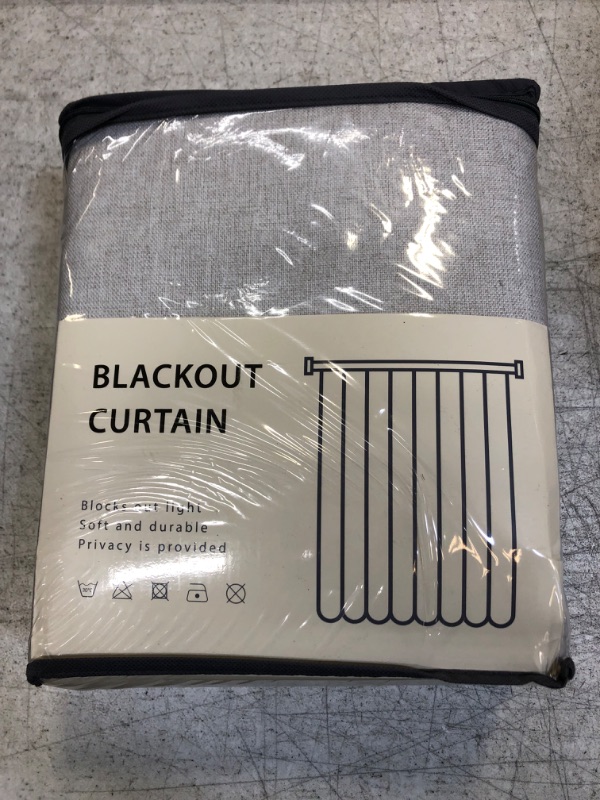 BLACKOUT
CURTAIN
Blocks out light
Soft and durable
Privacy is provided